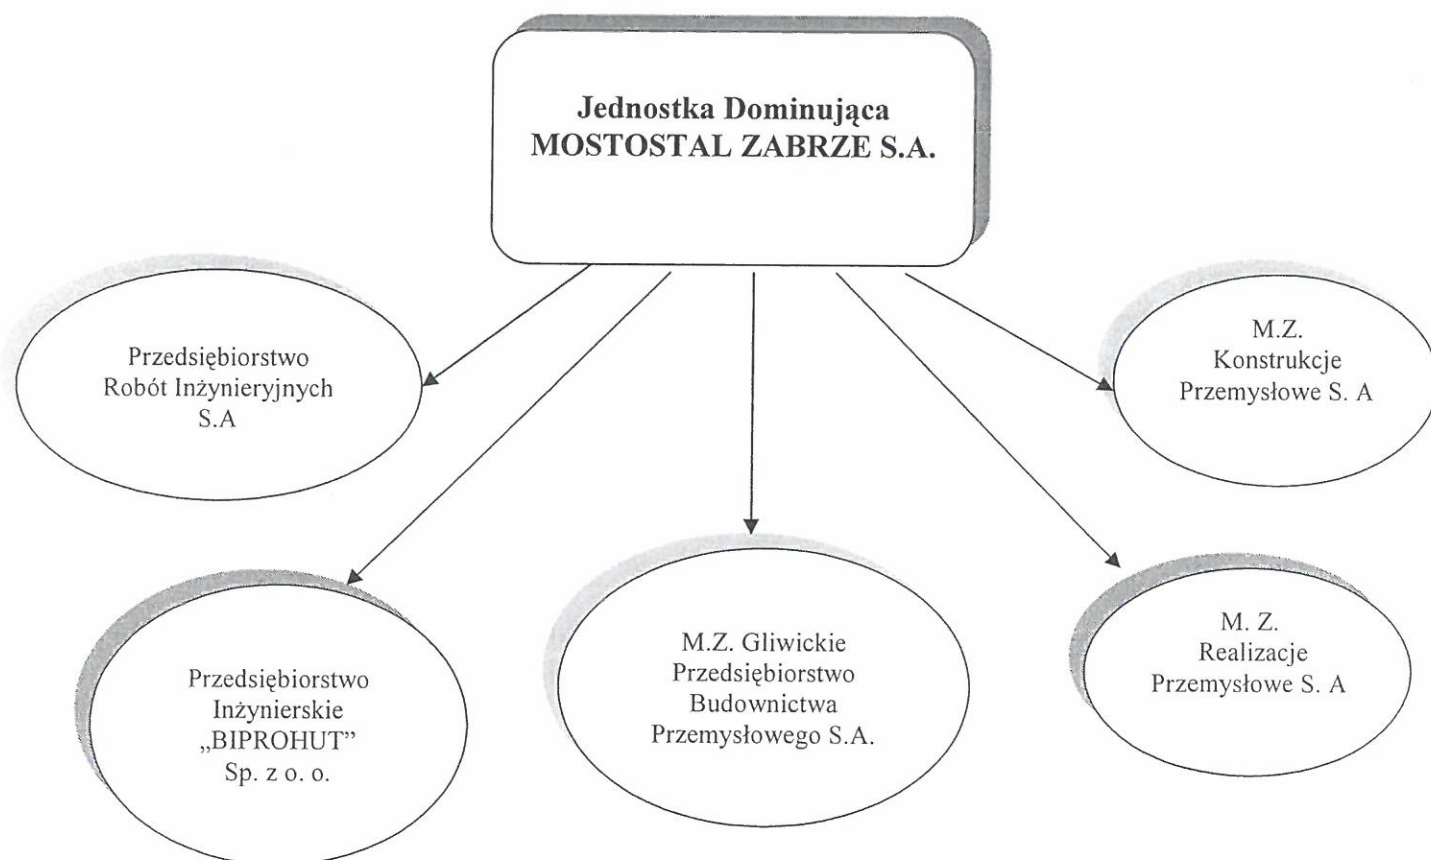 Jednostka Dominująca
MOSTOSTAL ZABRZE S.A.
Przedsiębiorstwo
Robót Inżynieryjnych
S.A
M.Z.
Konstrukcje
Przemysłowe S. A
Przedsiębiorstwo
Inżynierskie
„BIPROHUT”
Sp. z o. o.
M.Z. Gliwickie
Przedsiębiorstwo
Budownictwa
Przemysłowego S.A.
M. Z.
Realizacje
Przemysłowe S. A